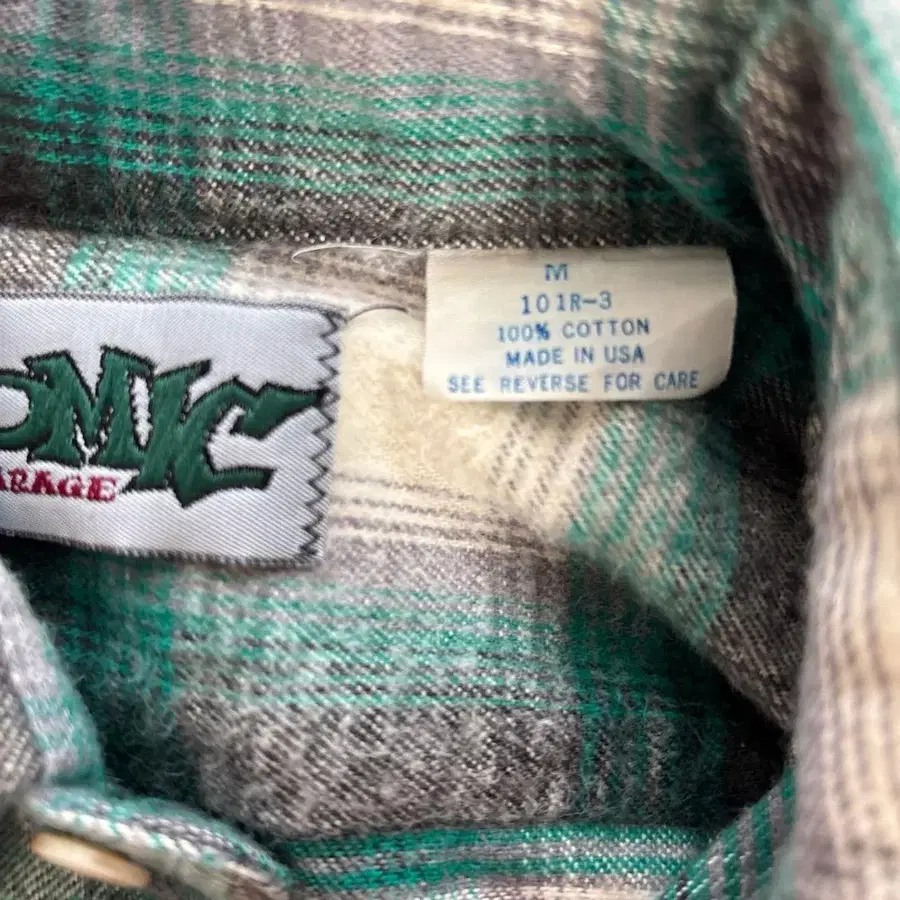 M
101R-3
100% COTTON
MADE IN USA
SEE REVERSE FOR CARE